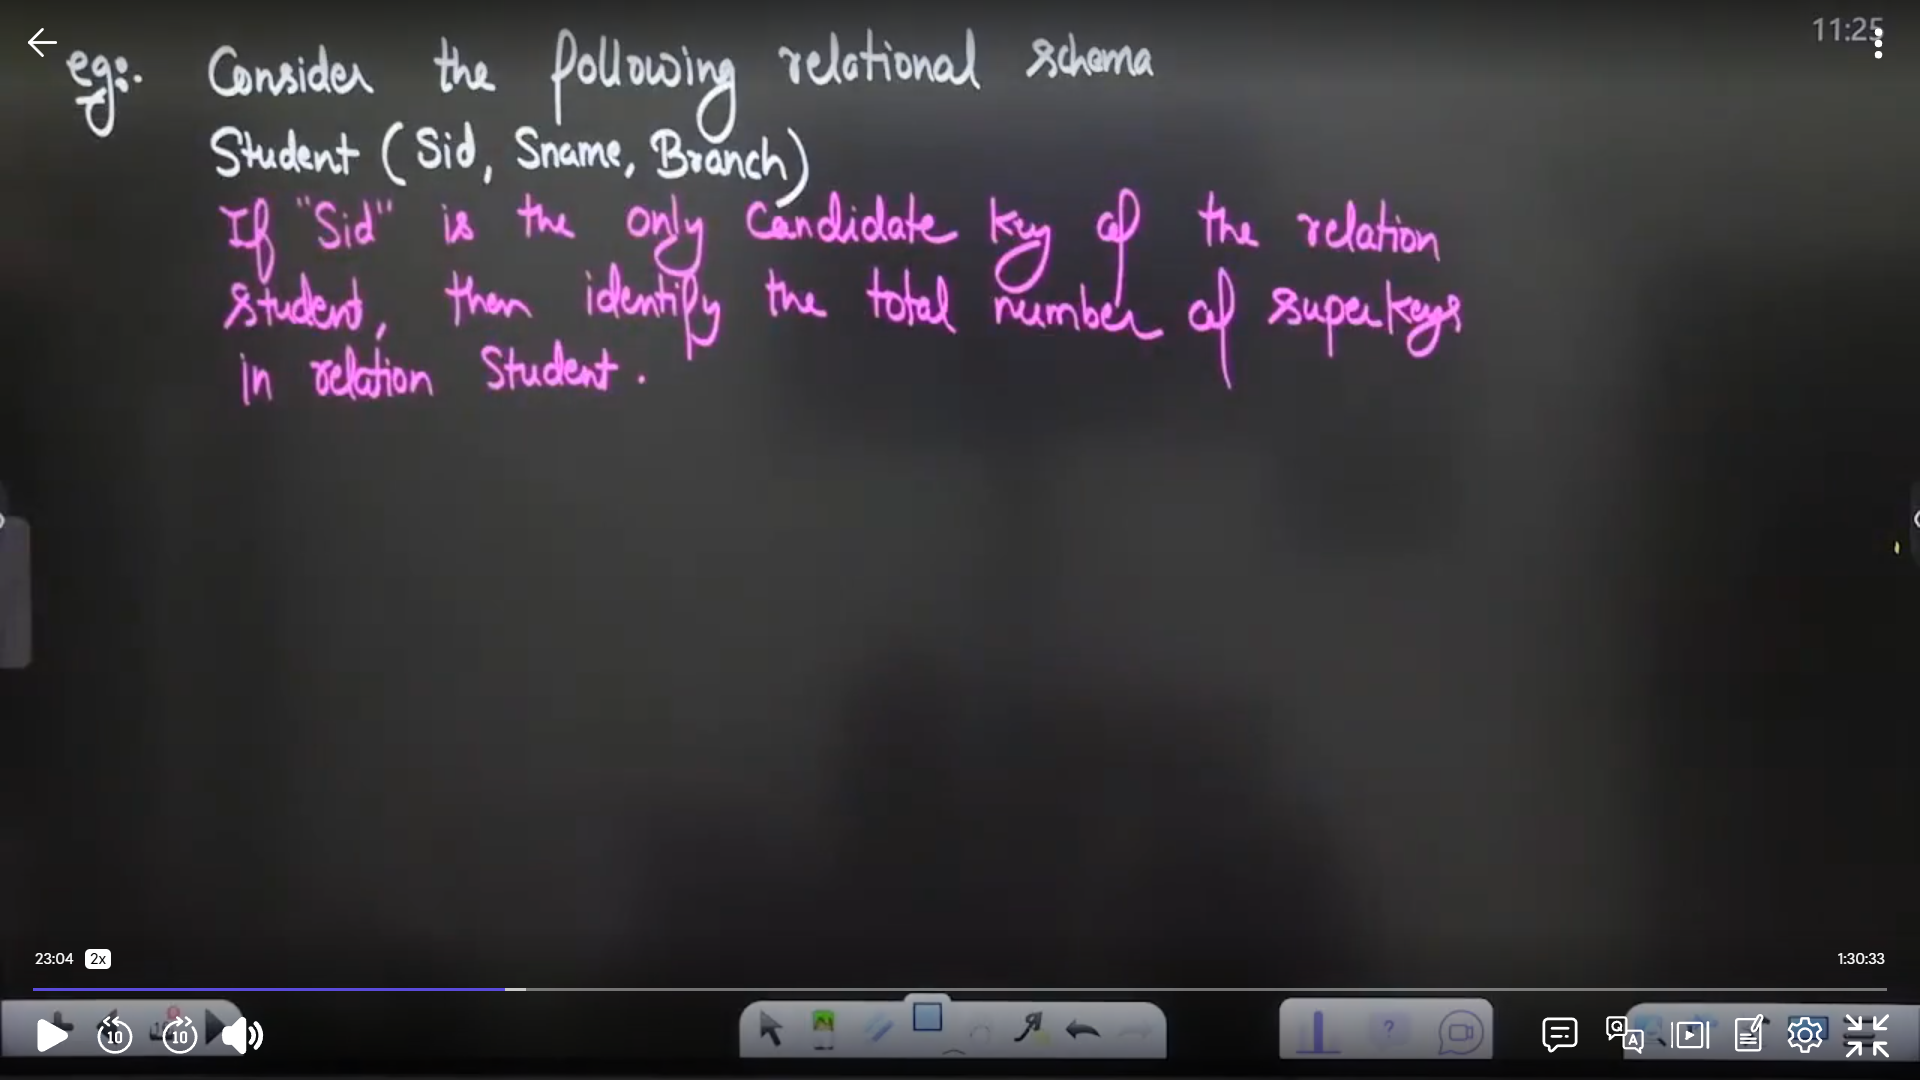 11:25
eg:. Consider the following relational schema
Student (Sid, Sname, Branch)
If "Sid" is the only Candidate key of the relation
student, then identify the total number of superkeys
in relation Student.
23:04 2x 1:30:33
10 10